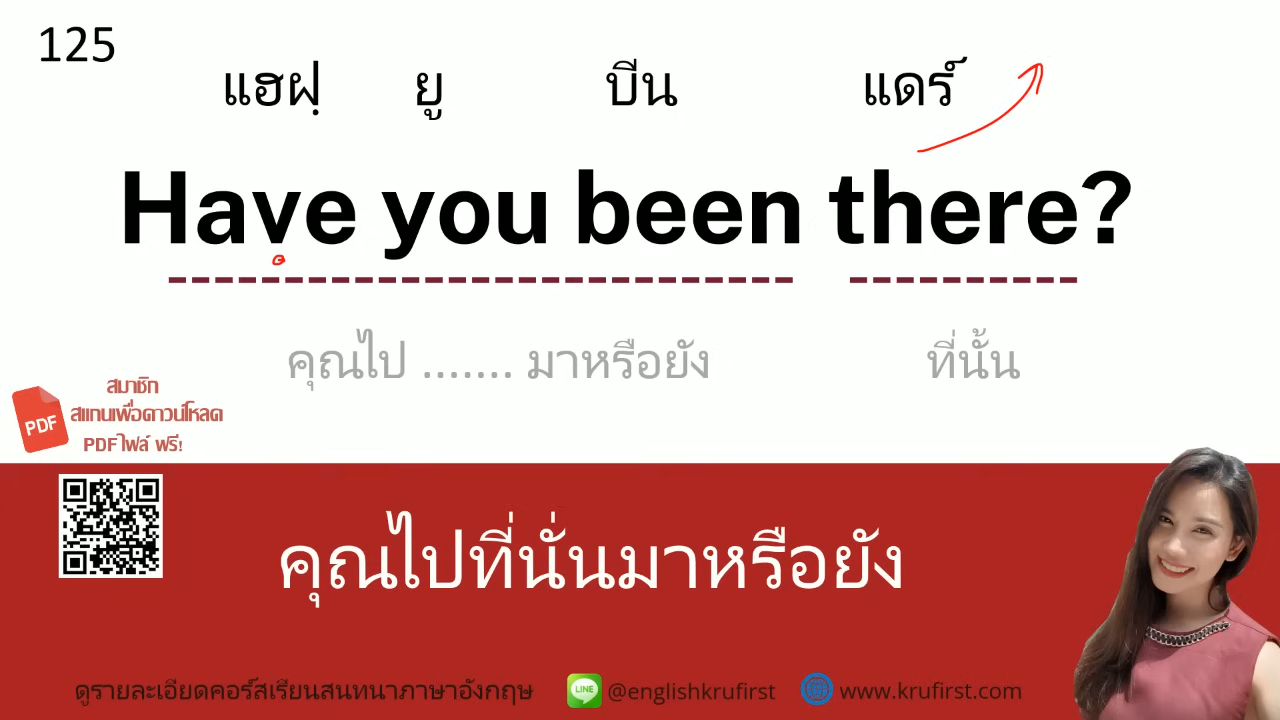 125
แฮฝฺ ยู บีน แดร์
Have you been there?
คุณไป ....... มาหรือยัง ที่นั้น
สมาชิก
สแกนเพื่อดาวน์โหลด
PDF PDFไฟล์ ฟรี!
คุณไปที่นั่นมาหรือยัง
ดูรายละเอียดคอร์สเรียนสนทนาภาษาอังกฤษ LINE @englishkrufirst www.krufirst.com